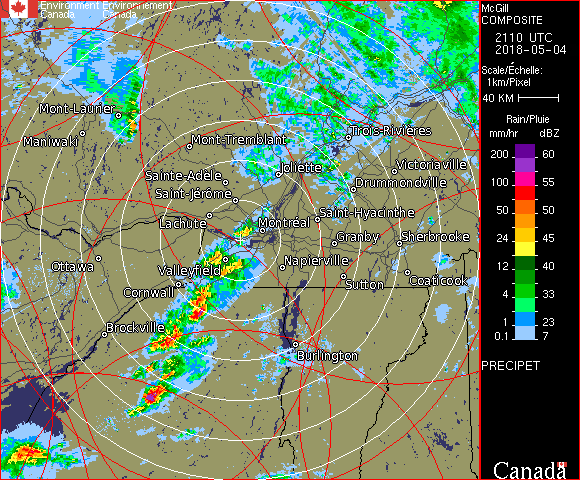 Environment Environnement
Canada Canada
McGill
COMPOSITE
2110 UTC
2018-05-04
Scale/Échelle:
1km/Pixel
40 KM
Rain/Pluie
mm/hr dBZ
200 60
100 55
50 50
24 45
12 40
4 33
1 23
0.1 7
PRECIPET
Mont-Laurier
Maniwaki
Mont-Tremblant
Trois-Rivières
Sainte-Adèle
Joliette
Victoriaville
Saint-Jérôme
Drummondville
Lachute
Montréal
Saint-Hyacinthe
Granby
Sherbrooke
Ottawa
Valleyfield
Napierville
Cornwall
Sutton
Coaticook
Brockville
Burlington
Canada